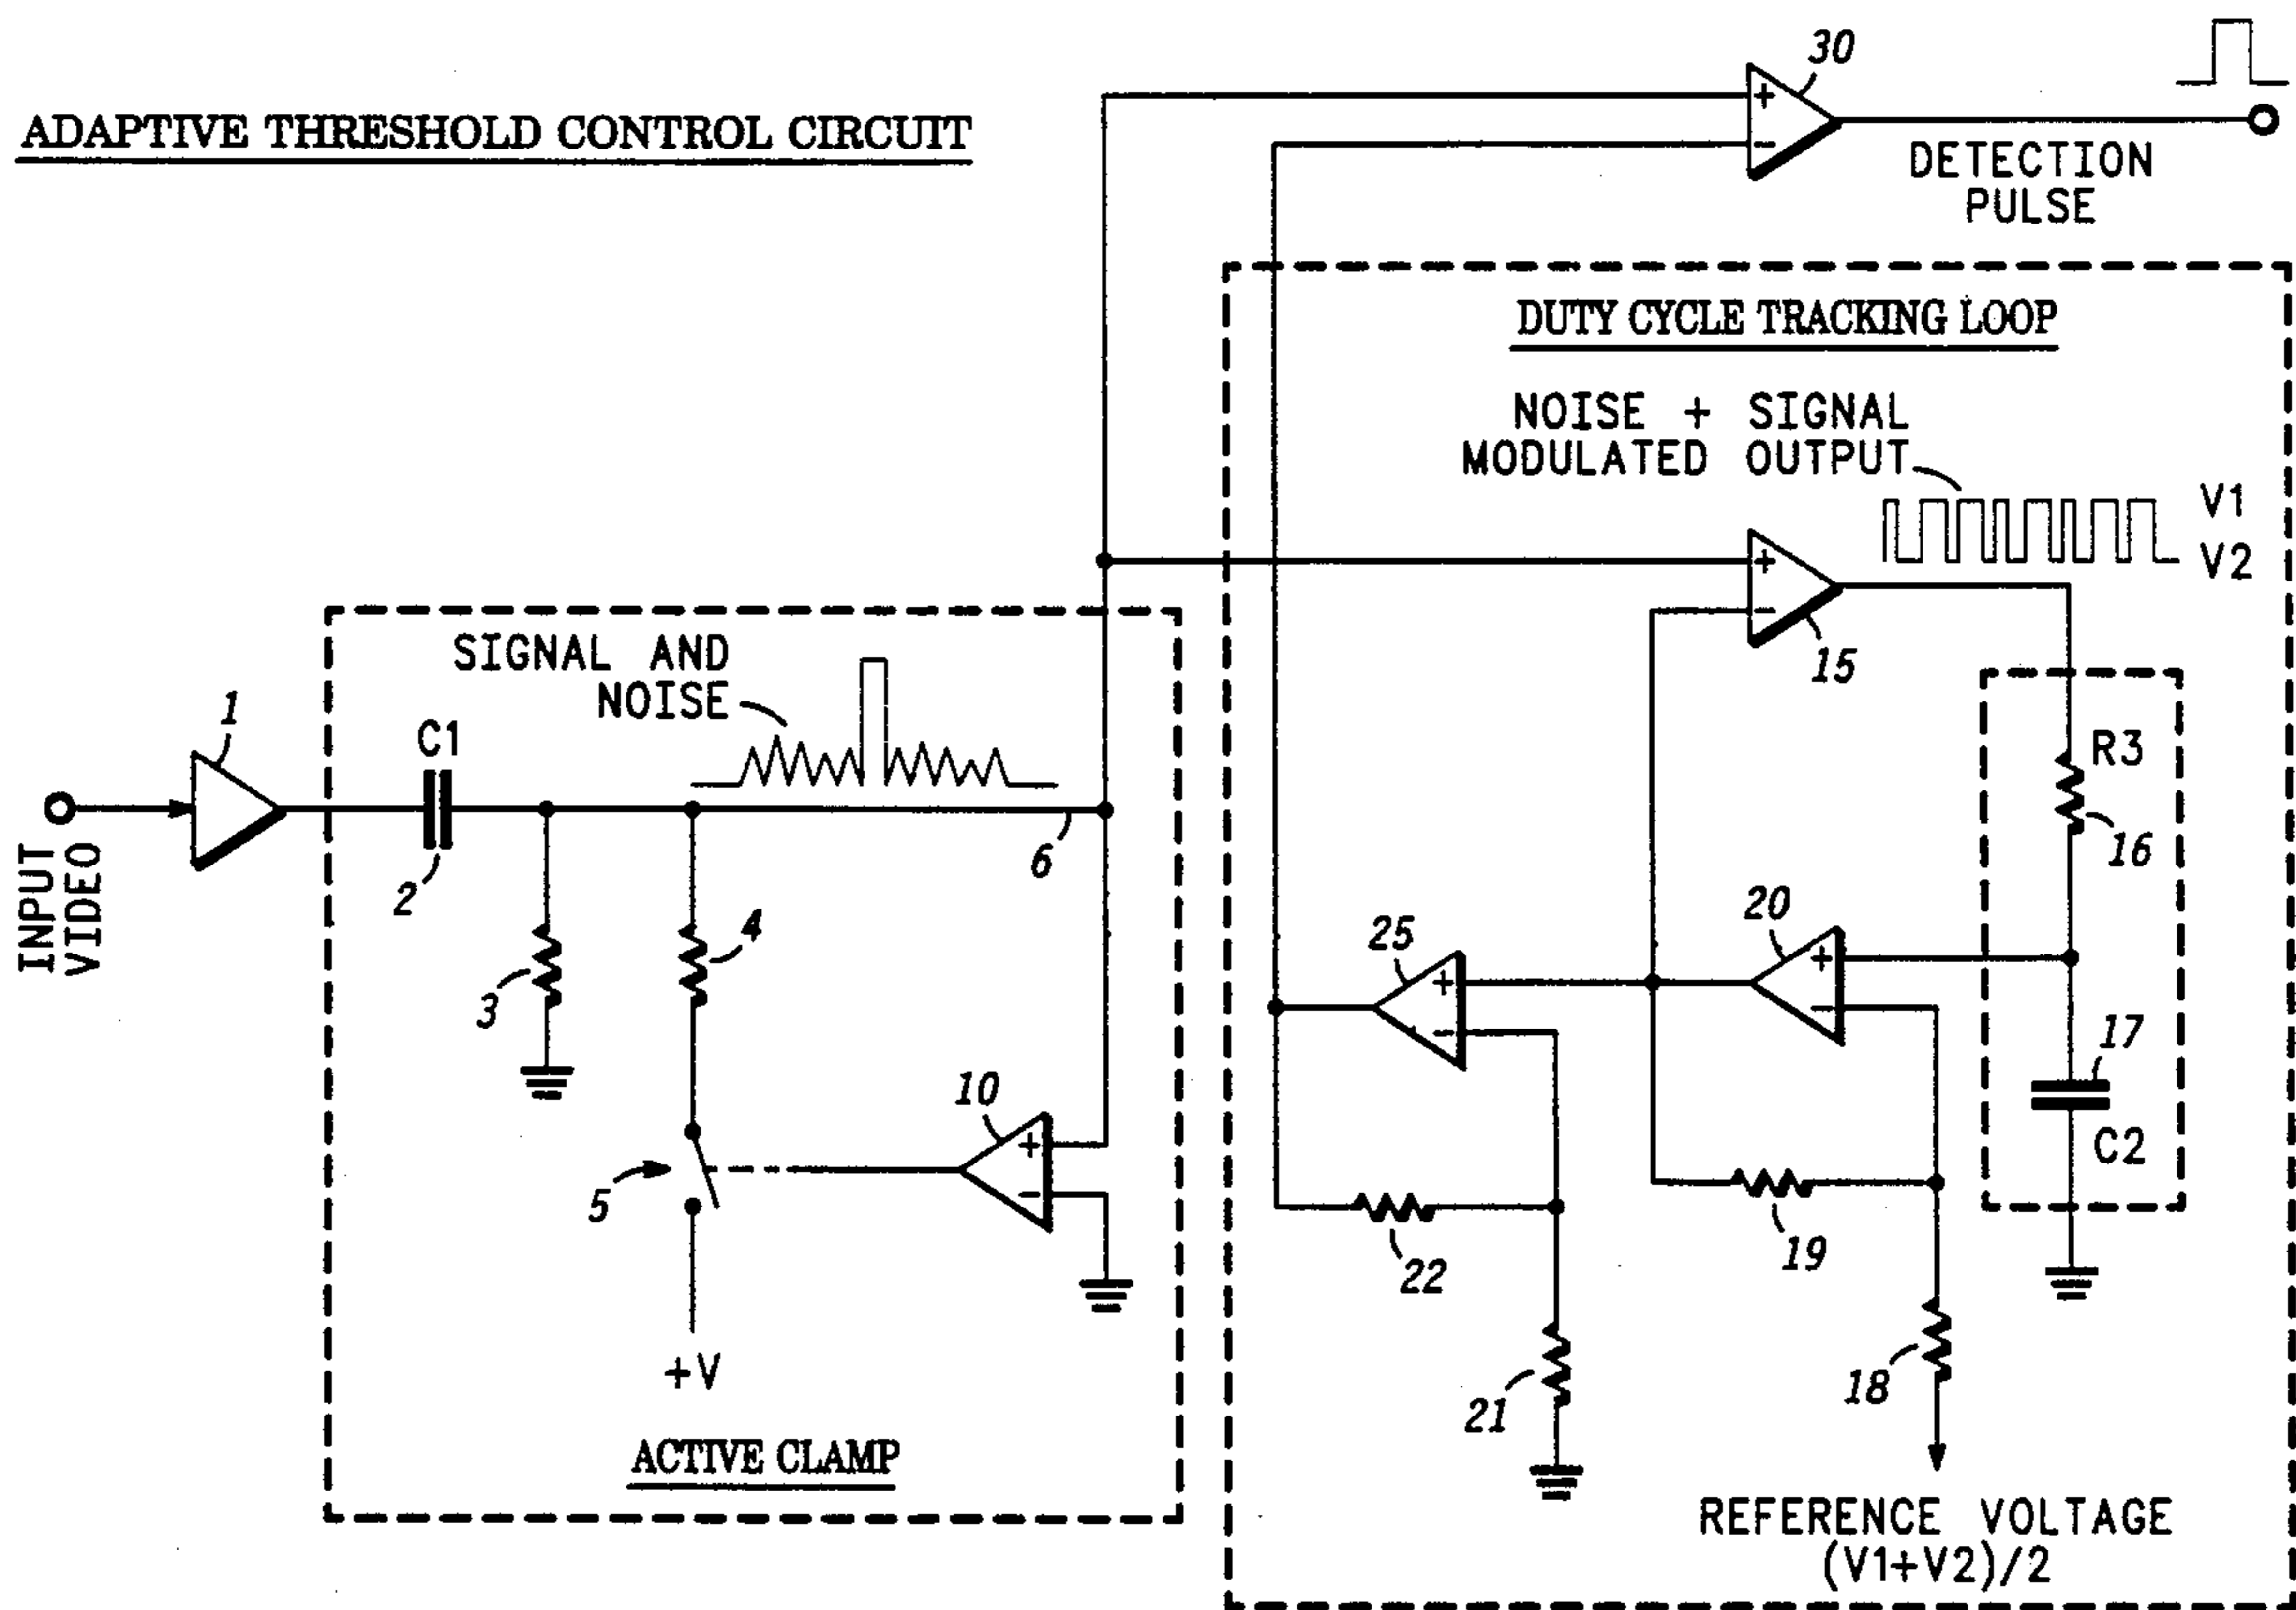 ADAPTIVE THRESHOLD CONTROL CIRCUIT
30
+
-
DETECTION
PULSE
DUTY CYCLE TRACKING LOOP
NOISE + SIGNAL
MODULATED OUTPUT
V1
V2
+
-
15
SIGNAL AND
NOISE
1
C1
2
INPUT
VIDEO
3
4
6
5
+V
10
+
-
ACTIVE CLAMP
R3
16
20
+
-
25
+
-
17
C2
19
22
18
21
REFERENCE VOLTAGE
(V1+V2)/2